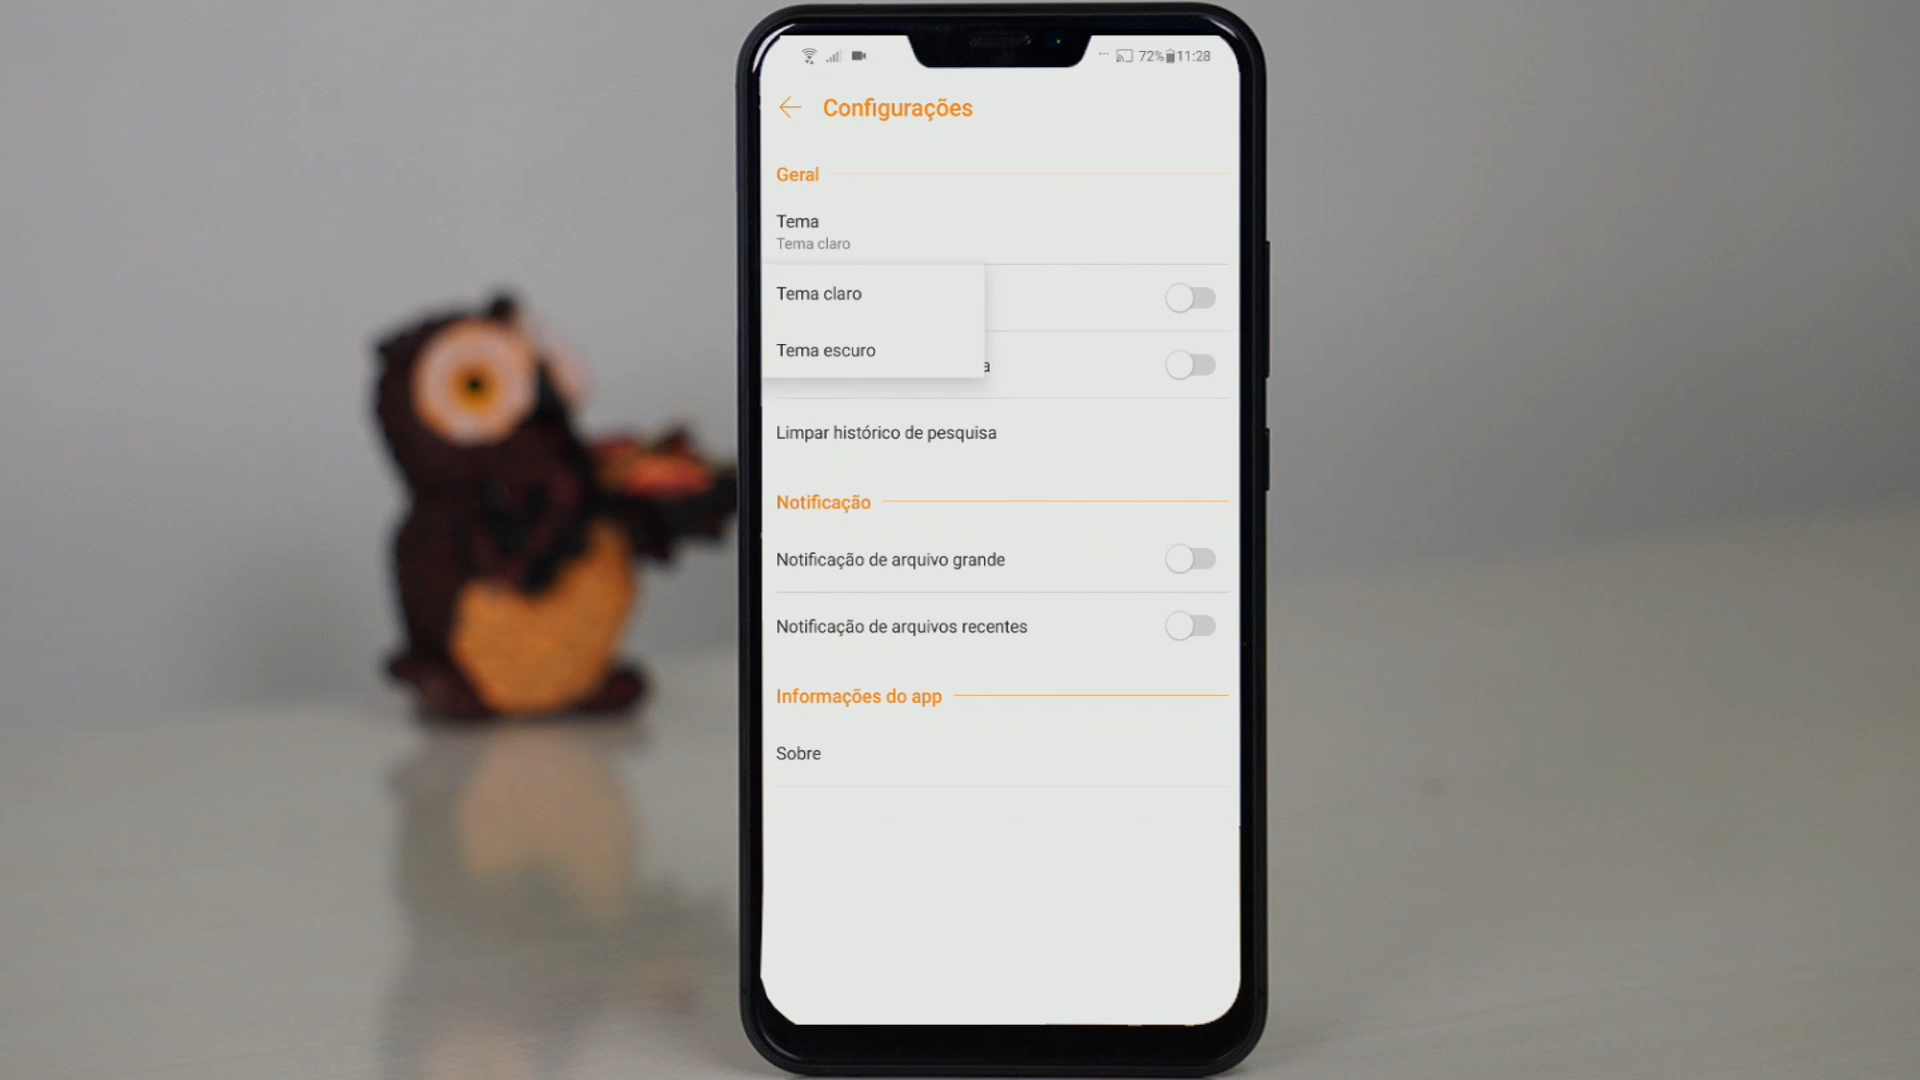 72% 11:28
Configurações
Geral
Tema
Tema claro
Tema claro
Tema escuro
a
Limpar histórico de pesquisa
Notificação
Notificação de arquivo grande
Notificação de arquivos recentes
Informações do app
Sobre